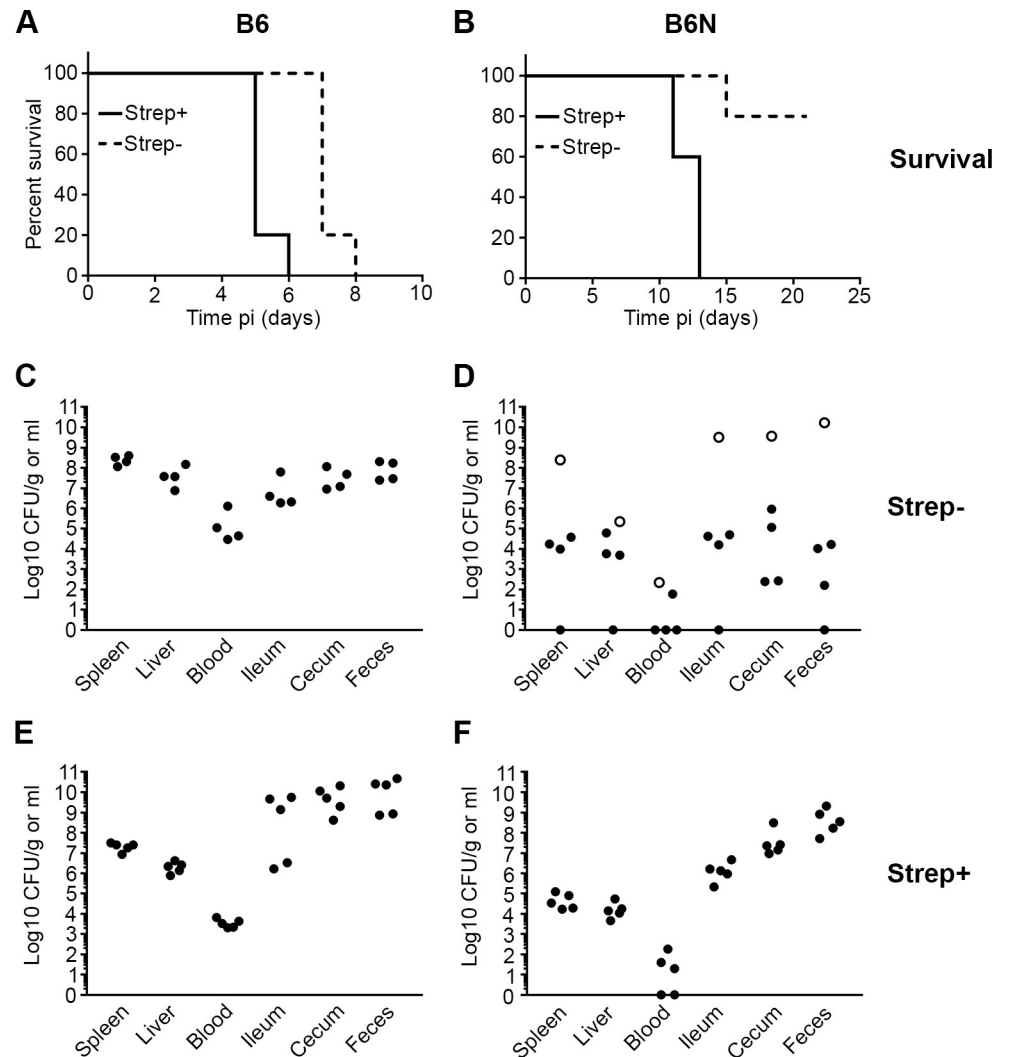 A
B6
B
B6N
Percent survival
100
80
60
40
20
0
Strep+
Strep-
0 2 4 6 8 10
Time pi (days)
100
80
60
40
20
0
Strep+
Strep-
0 5 10 15 20 25
Time pi (days)
Survival
C
Log10 CFU/g or ml
11
10
9
8
7
6
5
4
3
2
1
0
Spleen Liver Blood Ileum Cecum Feces
D
Log10 CFU/g or ml
11
10
9
8
7
6
5
4
3
2
1
0
Spleen Liver Blood Ileum Cecum Feces
Strep-
E
Log10 CFU/g or ml
11
10
9
8
7
6
5
4
3
2
1
0
Spleen Liver Blood Ileum Cecum Feces
F
Log10 CFU/g or ml
11
10
9
8
7
6
5
4
3
2
1
0
Spleen Liver Blood Ileum Cecum Feces
Strep+